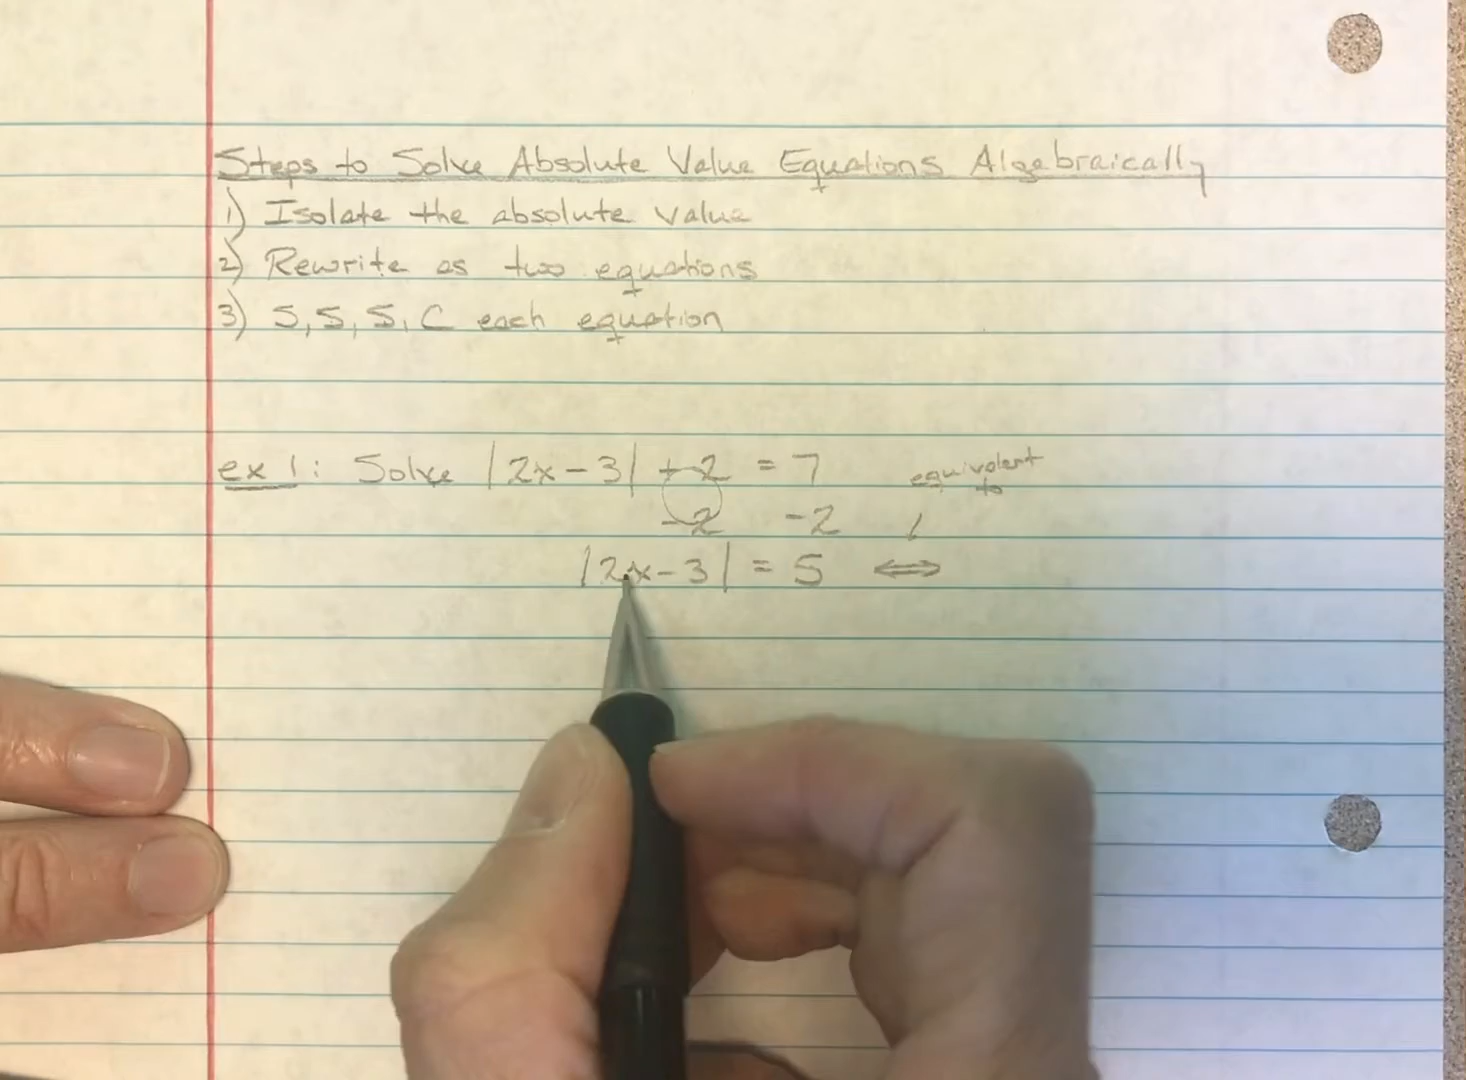 Steps to Solve Absolute Value Equations Algebraically
1) Isolate the absolute value
2) Rewrite as two equations
3) S, S, S, C each equation
ex 1: Solve |2x-3| + 2 = 7
equivalent to
-2 -2
|2x-3| = 5 ⟺